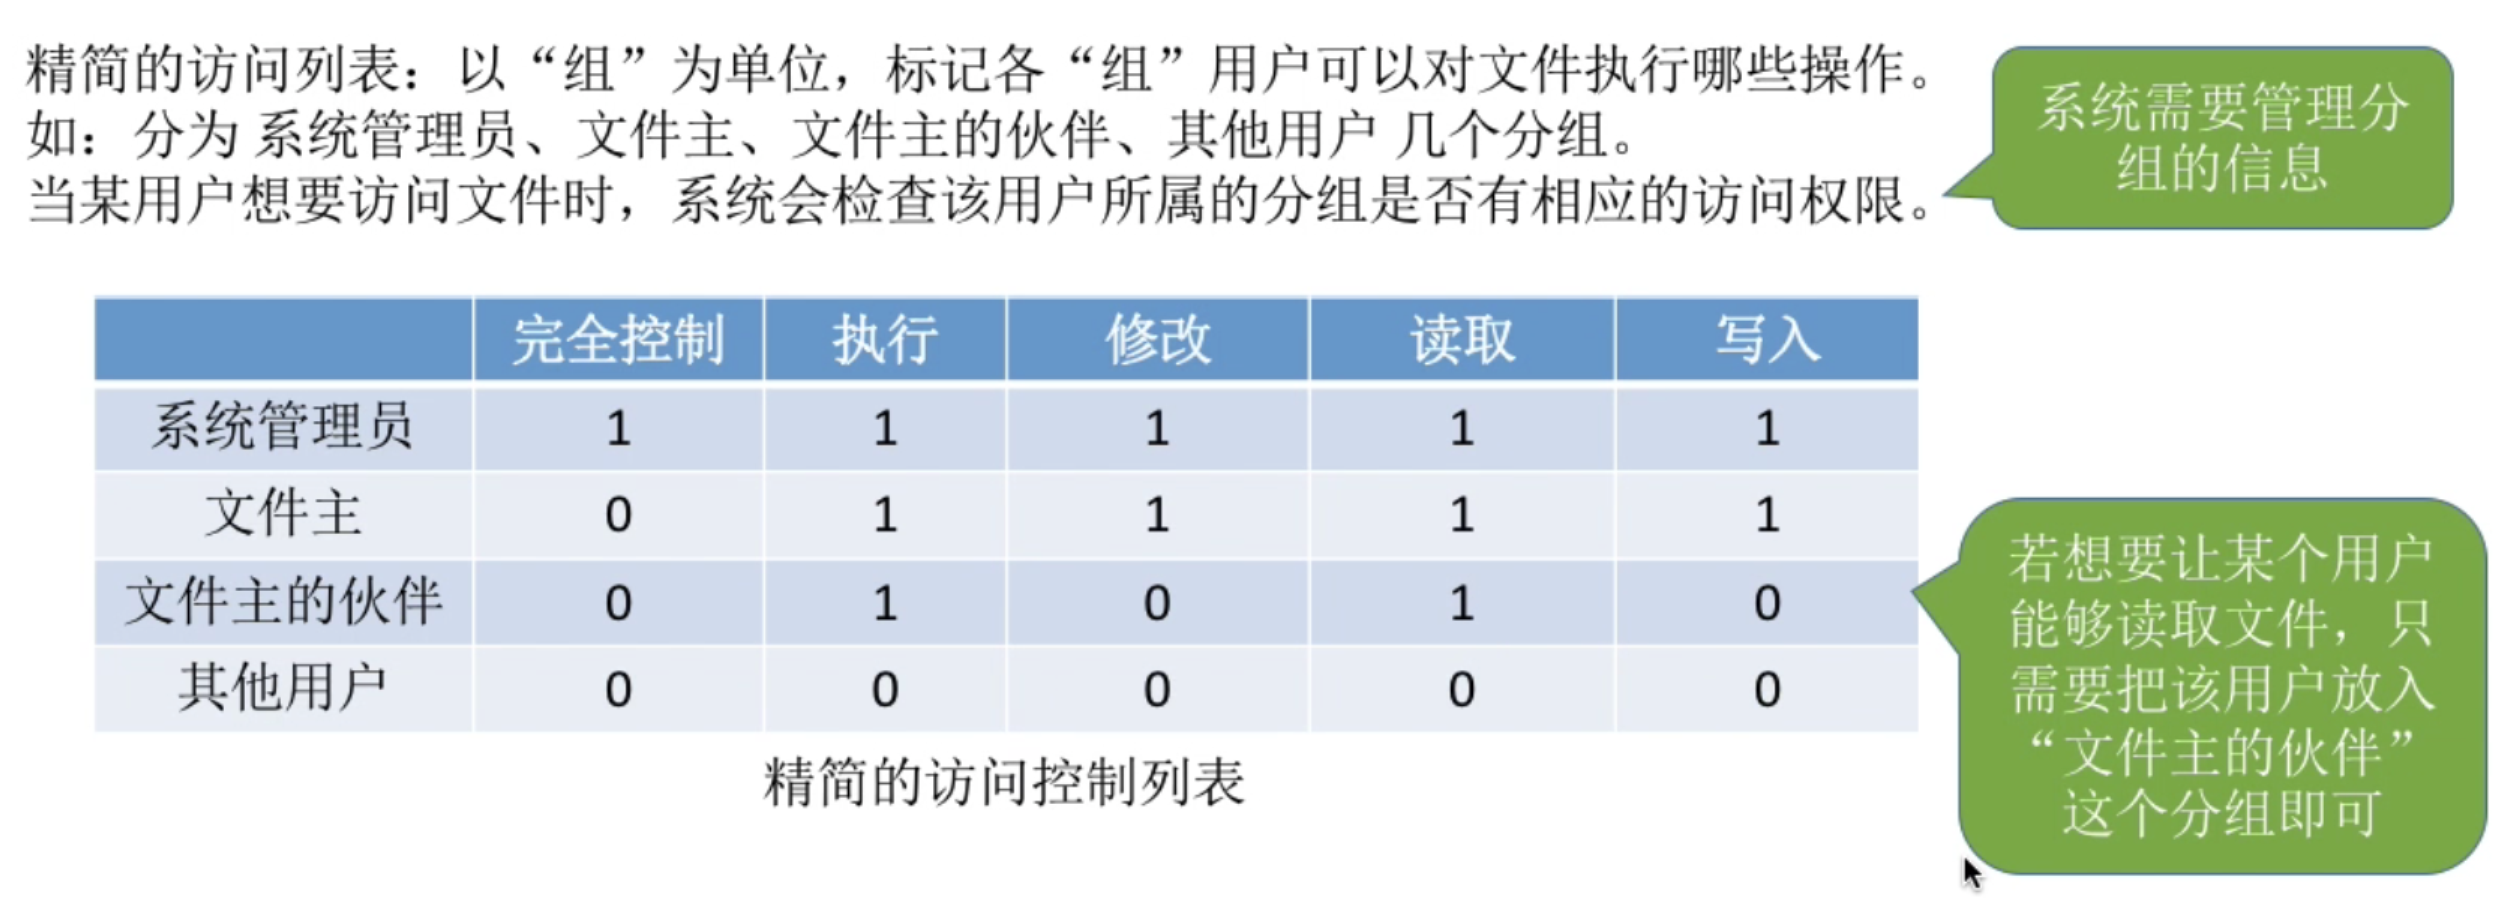 精简的访问列表：以“组”为单位，标记各“组”用户可以对文件执行哪些操作。
如：分为 系统管理员、文件主、文件主的伙伴、其他用户 几个分组。
当某用户想要访问文件时，系统会检查该用户所属的分组是否有相应的访问权限。
系统需要管理分
组的信息
完全控制 执行 修改 读取 写入
系统管理员 1 1 1 1 1
文件主 0 1 1 1 1
文件主的伙伴 0 1 0 1 0
其他用户 0 0 0 0 0
精简的访问控制列表
若想要让某个用户
能够读取文件，只
需要把该用户放入
“文件主的伙伴”
这个分组即可